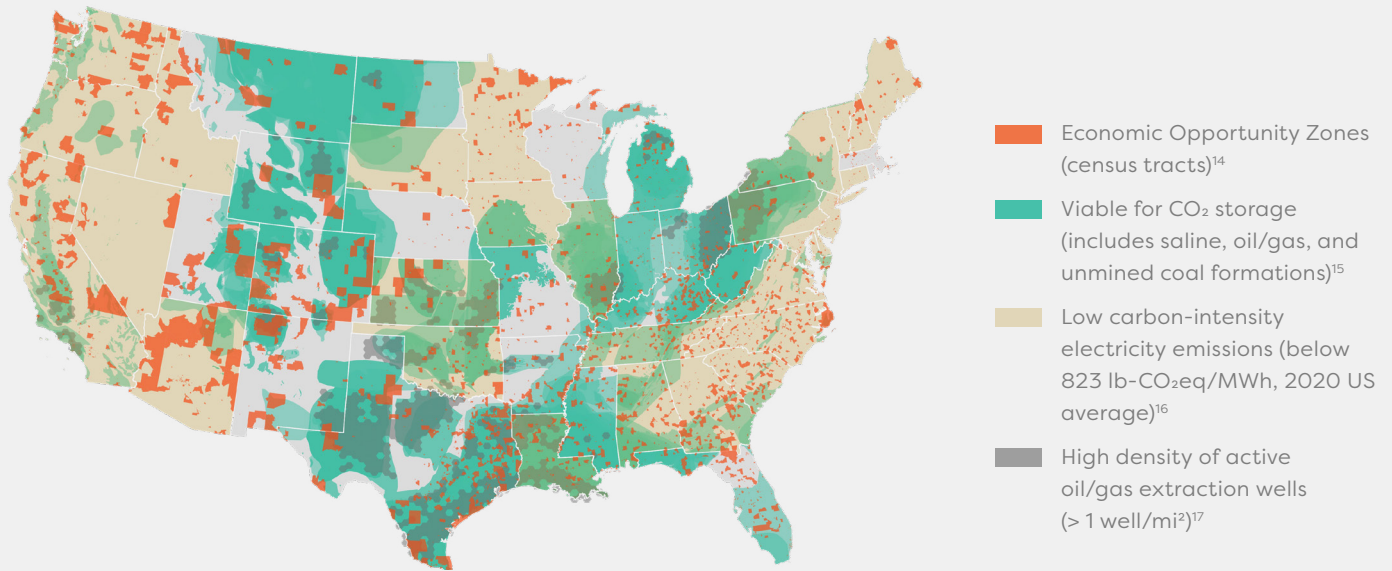 Economic Opportunity Zones
(census tracts)¹⁴
Viable for CO₂ storage
(includes saline, oil/gas, and
unmined coal formations)¹⁵
Low carbon-intensity
electricity emissions (below
823 lb-CO₂eq/MWh, 2020 US
average)¹⁶
High density of active
oil/gas extraction wells
(> 1 well/mi²)¹⁷